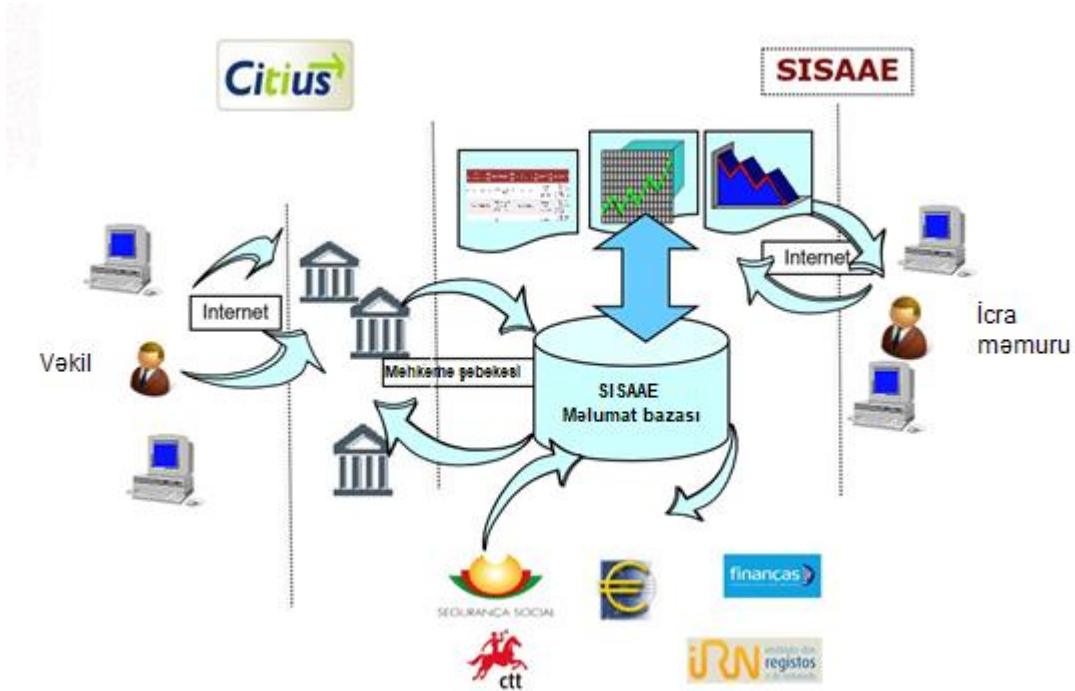 Citius
SISAAE
Internet
Internet
Vəkil
İcra
məmuru
Məhkəmə şəbəkəsi
SISAAE
Məlumat bazası
SEGURANÇA SOCIAL
finanças
ctt
iRN
registos